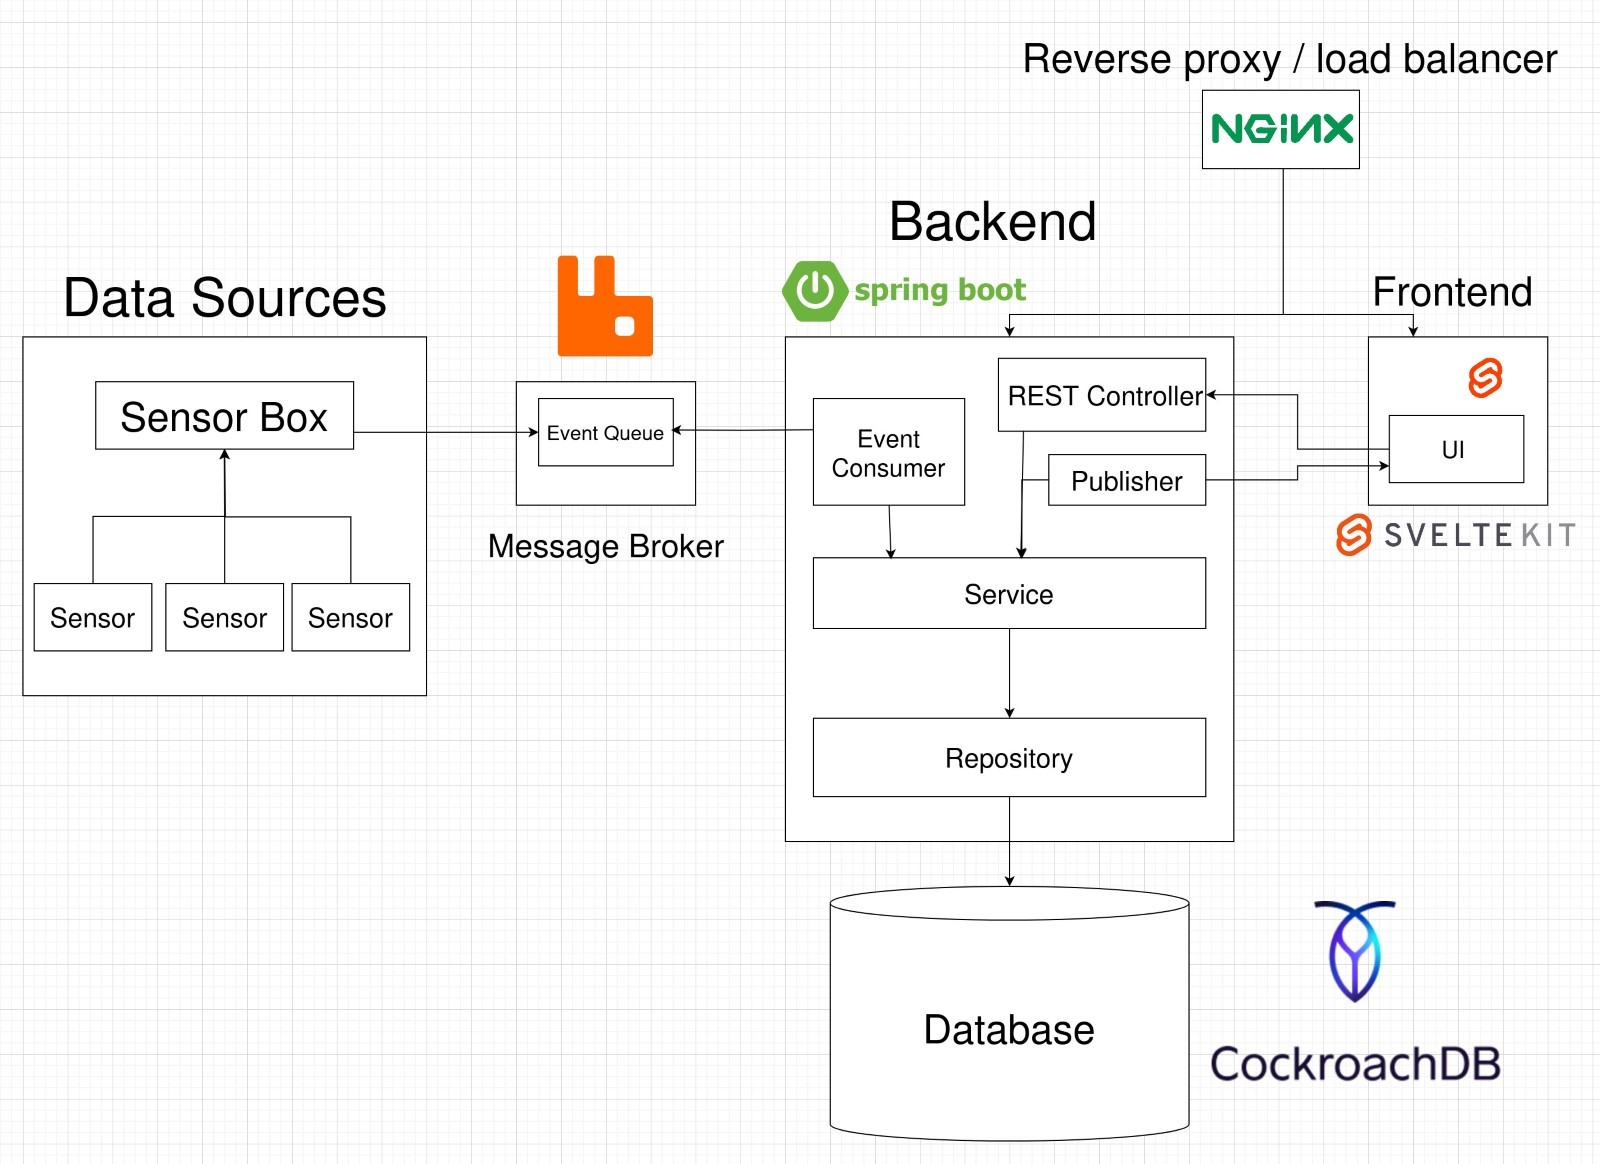 Reverse proxy / load balancer
NGINX
Backend
spring boot
Frontend
Data Sources
Sensor Box
Sensor
Sensor
Sensor
Event Queue
Message Broker
Event
Consumer
REST Controller
Publisher
UI
SVELTEKIT
Service
Repository
Database
CockroachDB